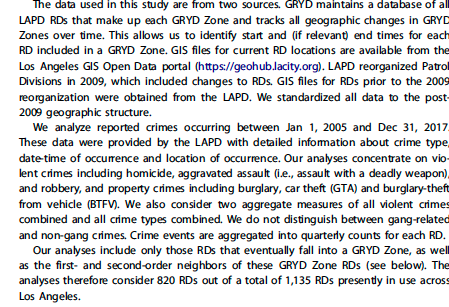 The data used in this study are from two sources. GRYD maintains a database of all
LAPD RDs that make up each GRYD Zone and tracks all geographic changes in GRYD
Zones over time. This allows us to identify start and (if relevant) end times for each
RD included in a GRYD Zone. GIS files for current RD locations are available from the
Los Angeles GIS Open Data portal (https://geohub.lacity.org). LAPD reorganized Patrol
Divisions in 2009, which included changes to RDs. GIS files for RDs prior to the 2009
reorganization were obtained from the LAPD. We standardized all data to the post-
2009 geographic structure.
We analyze reported crimes occurring between Jan 1, 2005 and Dec 31, 2017.
These data were provided by the LAPD with detailed information about crime type,
date-time of occurrence and location of occurrence. Our analyses concentrate on vio-
lent crimes including homicide, aggravated assault (i.e., assault with a deadly weapon),
and robbery, and property crimes including burglary, car theft (GTA) and burglary-theft
from vehicle (BTFV). We also consider two aggregate measures of all violent crimes
combined and all crime types combined. We do not distinguish between gang-related
and non-gang crimes. Crime events are aggregated into quarterly counts for each RD.
Our analyses include only those RDs that eventually fall into a GRYD Zone, as well
as the first- and second-order neighbors of these GRYD Zone RDs (see below). The
analyses therefore consider 820 RDs out of a total of 1,135 RDs presently in use across
Los Angeles.